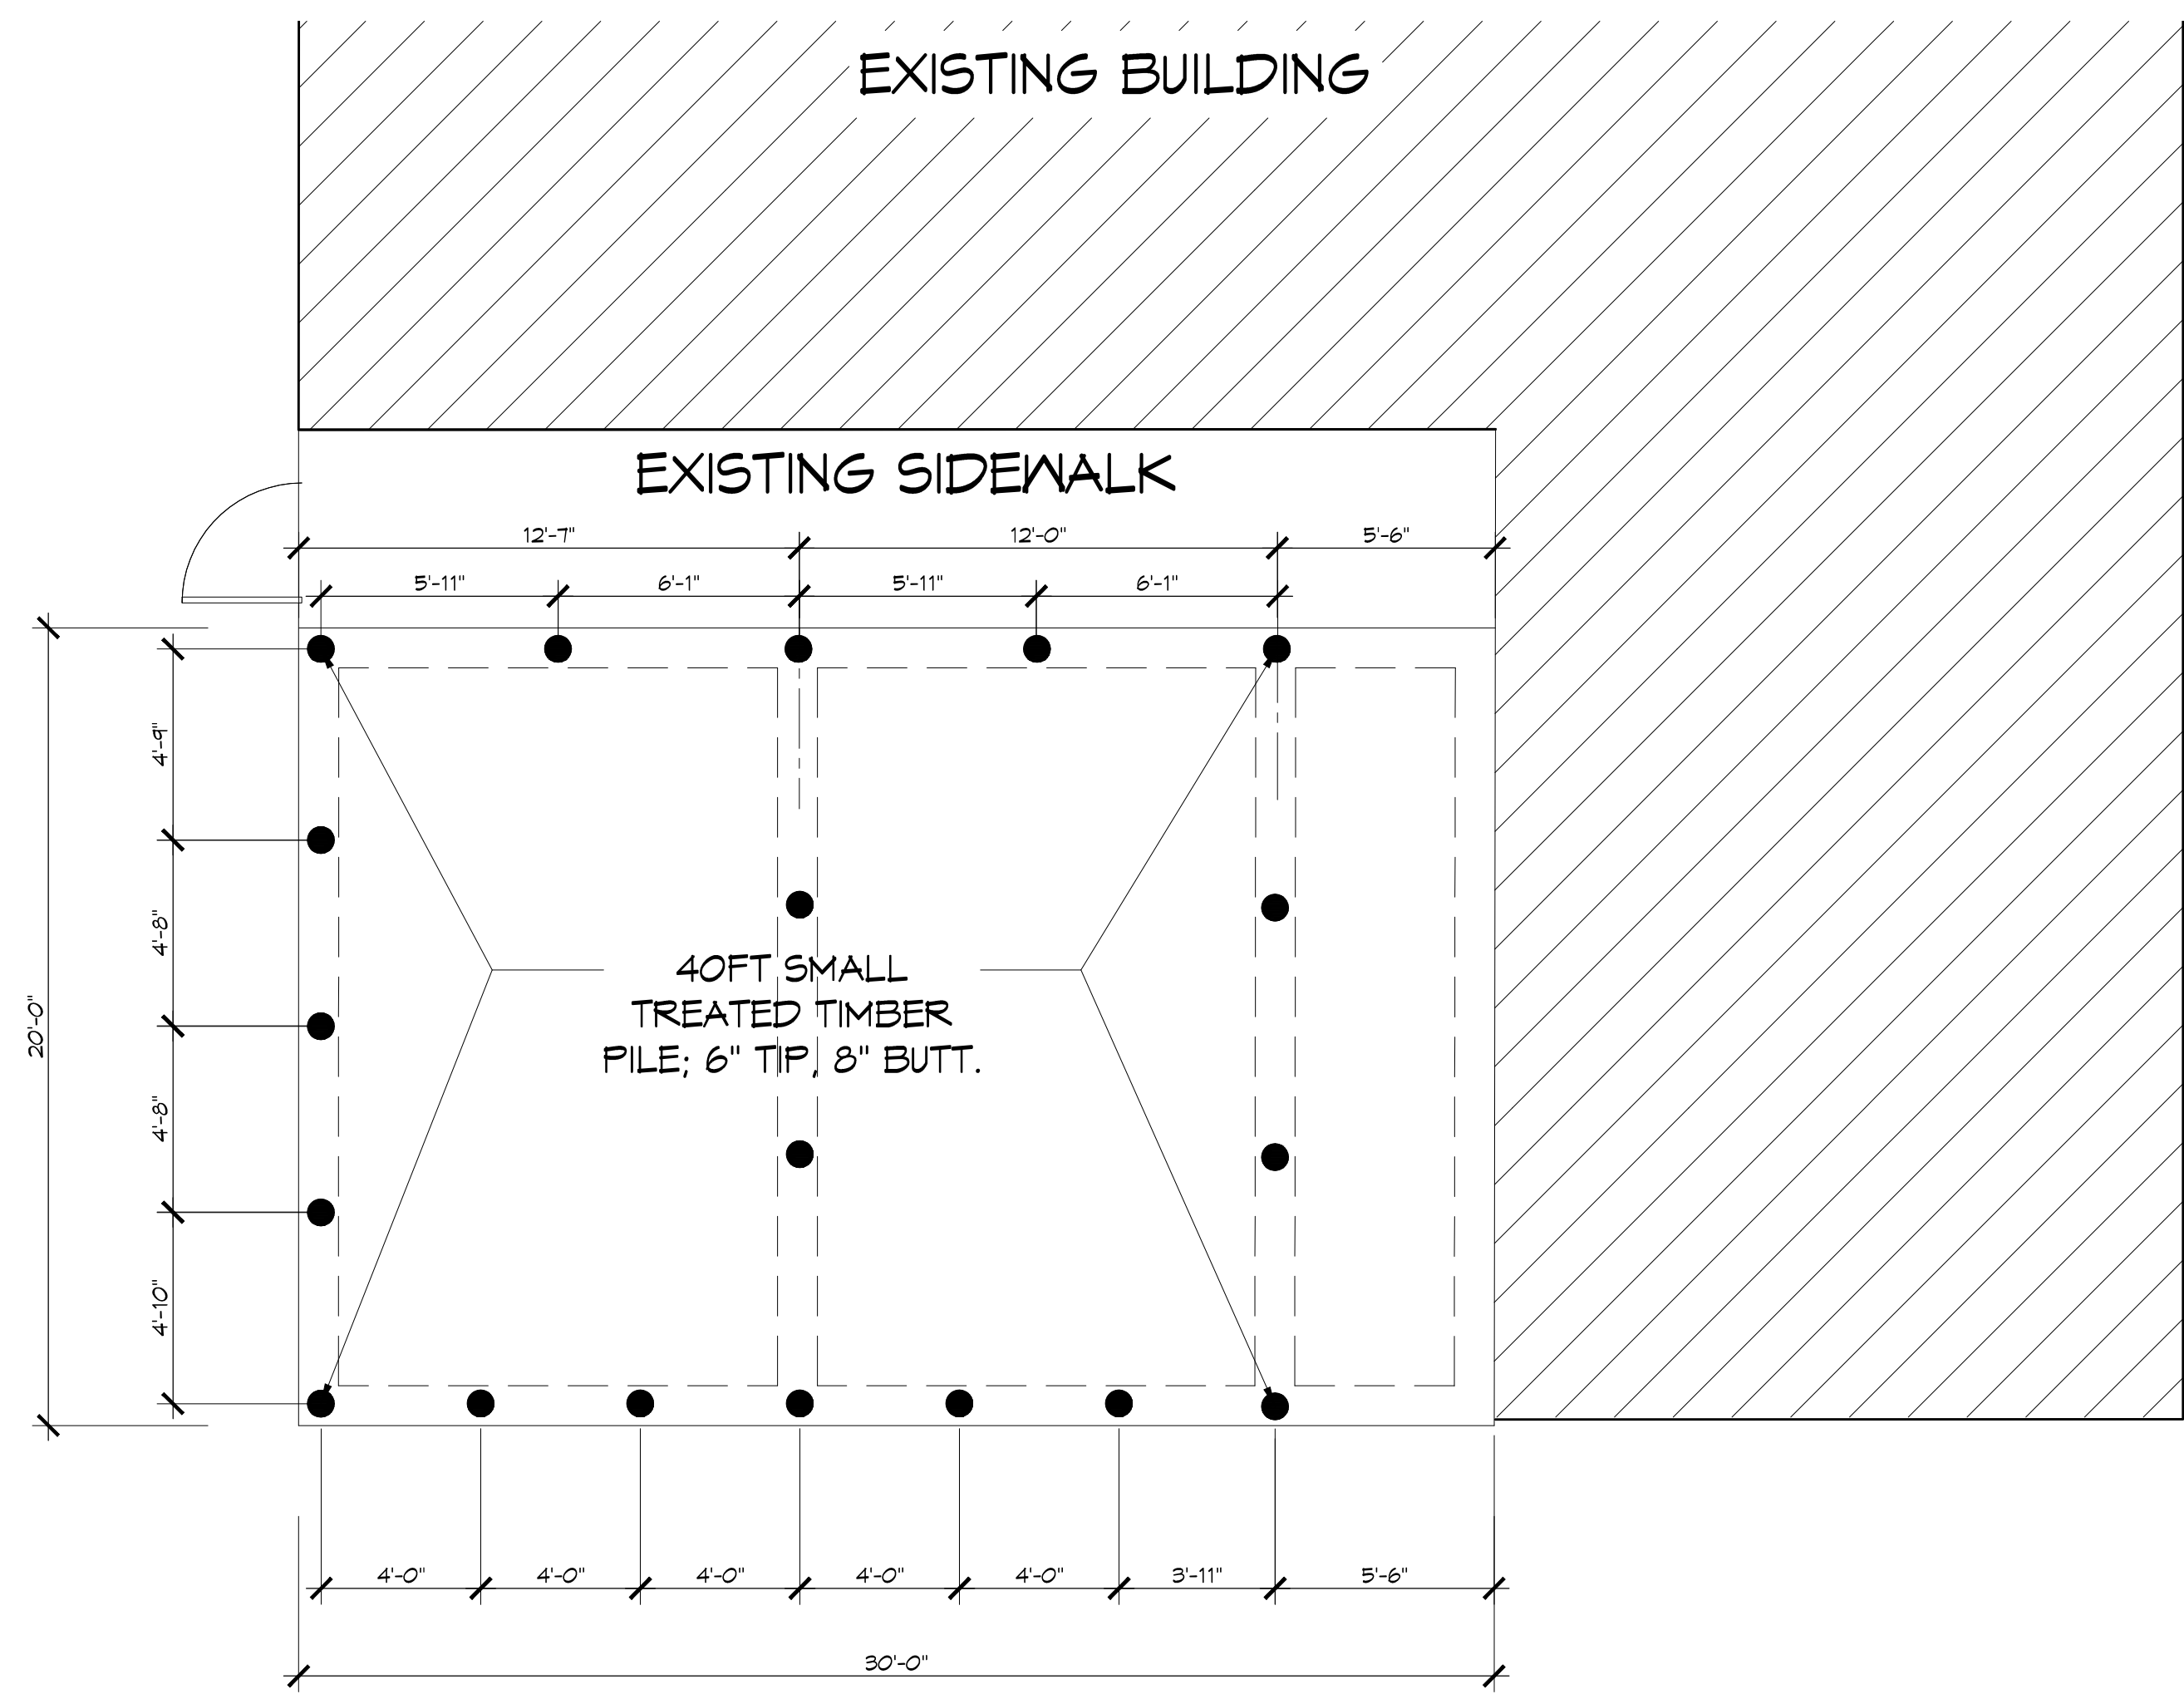 EXISTING BUILDING
EXISTING SIDEWALK
12'-7" 12'-0" 5'-6"
5'-11" 6'-1" 5'-11" 6'-1"
4'-9"
4'-8"
20'-0"
4'-8"
4'-10"
40FT SMALL
TREATED TIMBER
PILE; 6" TIP, 8" BUTT.
4'-0" 4'-0" 4'-0" 4'-0" 4'-0" 3'-11" 5'-6"
30'-0"